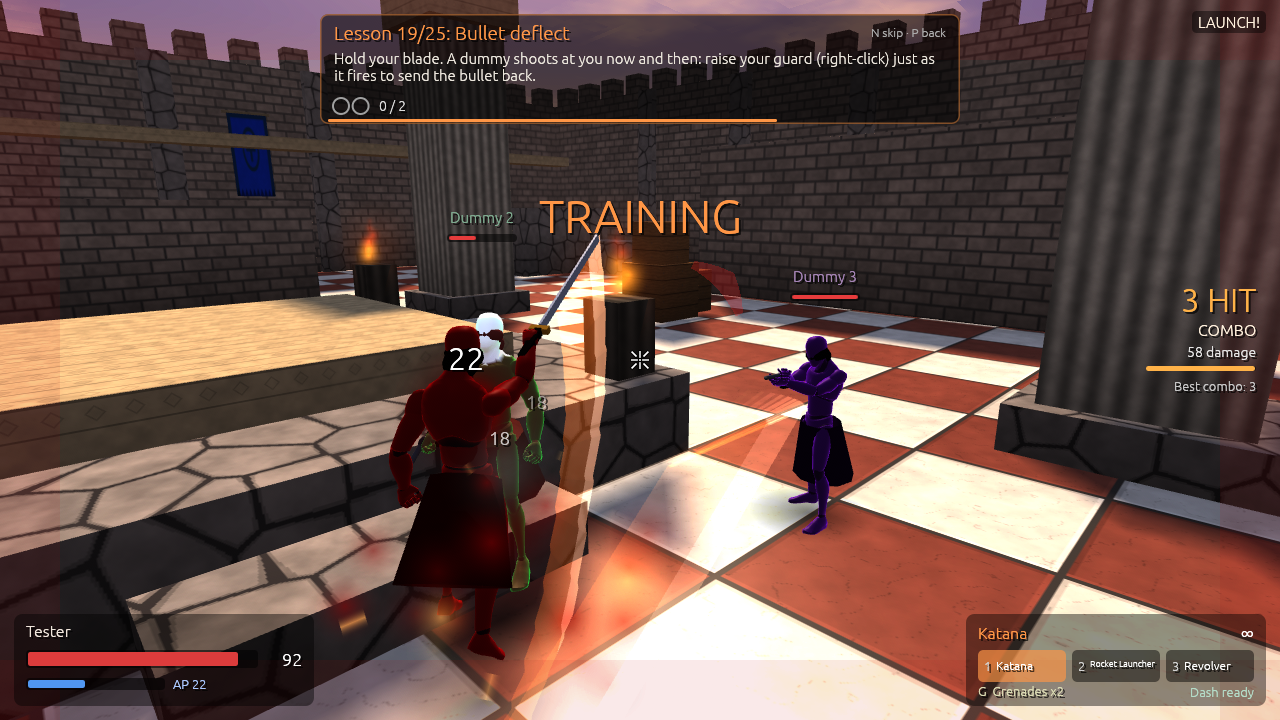 Lesson 19/25: Bullet deflect
N skip · P back
Hold your blade. A dummy shoots at you now and then: raise your guard (right-click) just as
it fires to send the bullet back.
0 / 2
LAUNCH!
TRAINING
Dummy 2
Dummy 3
3 HIT
COMBO
58 damage
Best combo: 3
22
18
18
Tester
92
AP 22
Katana
∞
1 Katana
2 Rocket Launcher
3 Revolver
G Grenades x2
Dash ready